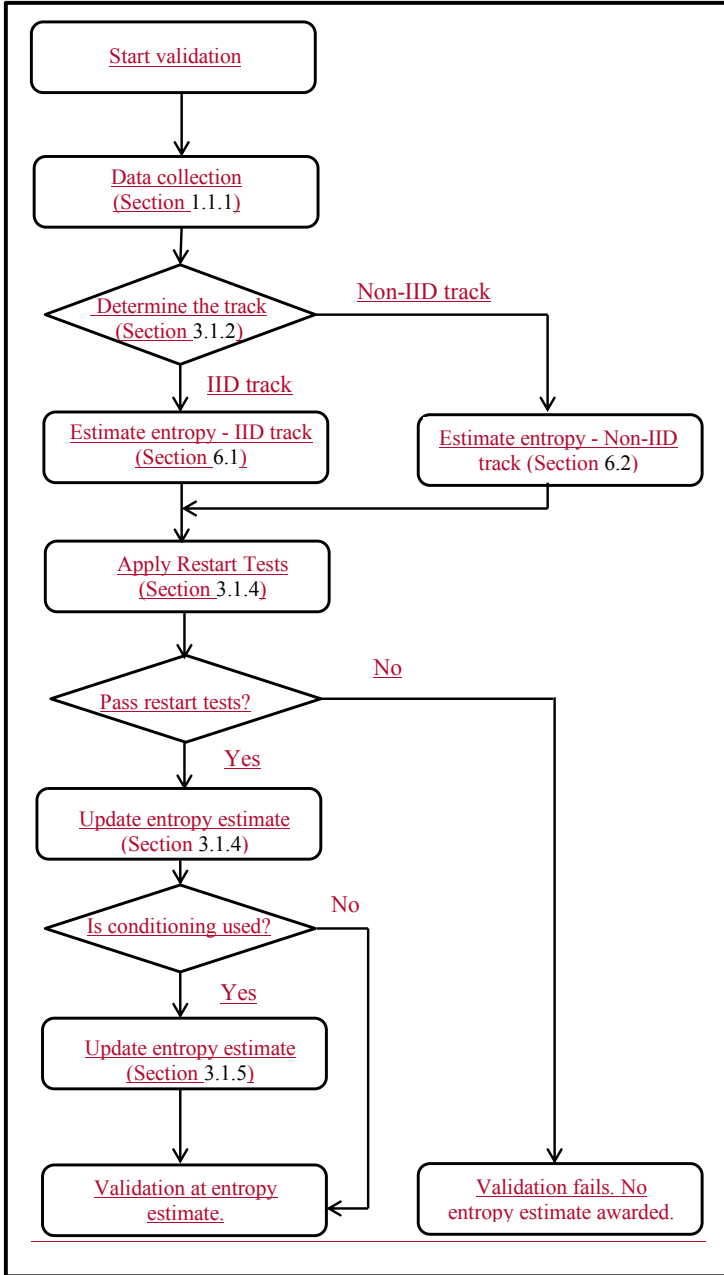 Start validation
Data collection
(Section 1.1.1)
Determine the track
(Section 3.1.2)
Non-IID track
IID track
Estimate entropy - IID track
(Section 6.1)
Estimate entropy - Non-IID
track (Section 6.2)
Apply Restart Tests
(Section 3.1.4)
Pass restart tests?
No
Yes
Update entropy estimate
(Section 3.1.4)
Is conditioning used?
No
Yes
Update entropy estimate
(Section 3.1.5)
Validation at entropy
estimate.
Validation fails. No
entropy estimate awarded.